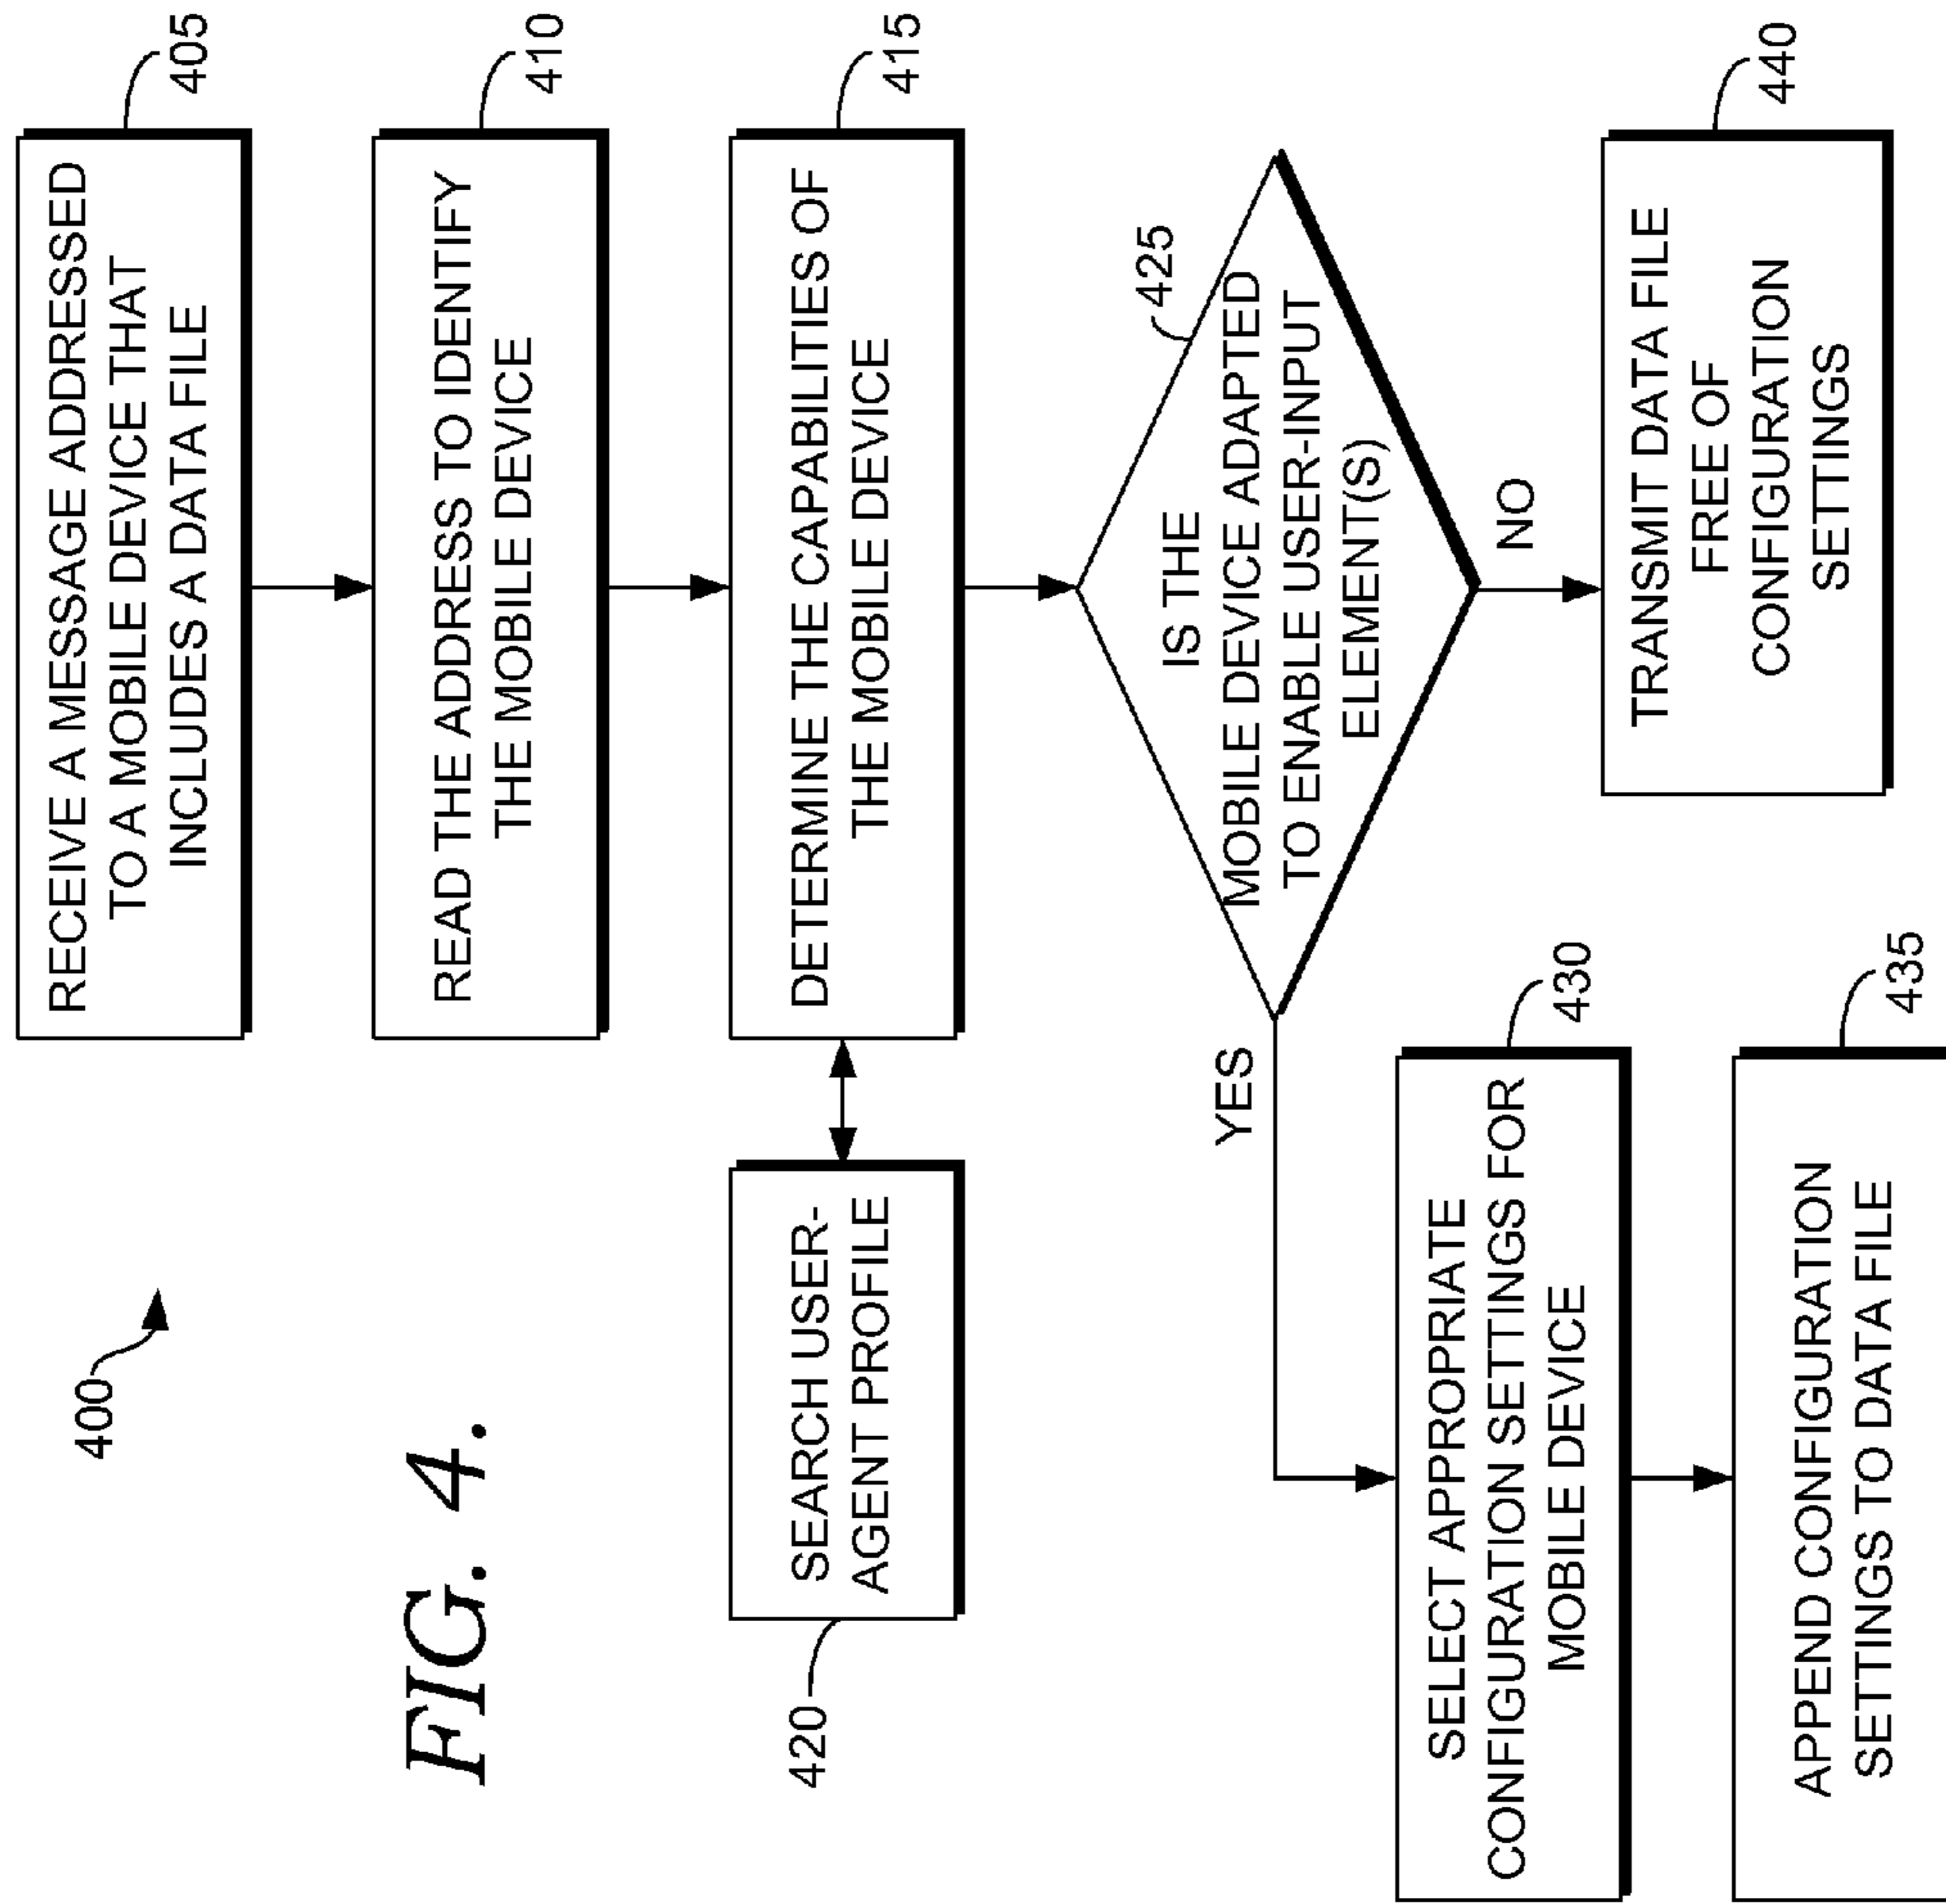 400
FIG. 4.
RECEIVE A MESSAGE ADDRESSED
TO A MOBILE DEVICE THAT
INCLUDES A DATA FILE
405
READ THE ADDRESS TO IDENTIFY
THE MOBILE DEVICE
410
SEARCH USER-
AGENT PROFILE
420
DETERMINE THE CAPABILITIES OF
THE MOBILE DEVICE
415
IS THE
MOBILE DEVICE ADAPTED
TO ENABLE USER-INPUT
ELEMENT(S)
425
YES
NO
SELECT APPROPRIATE
CONFIGURATION SETTINGS FOR
MOBILE DEVICE
430
APPEND CONFIGURATION
SETTINGS TO DATA FILE
435
TRANSMIT DATA FILE
FREE OF
CONFIGURATION
SETTINGS
440